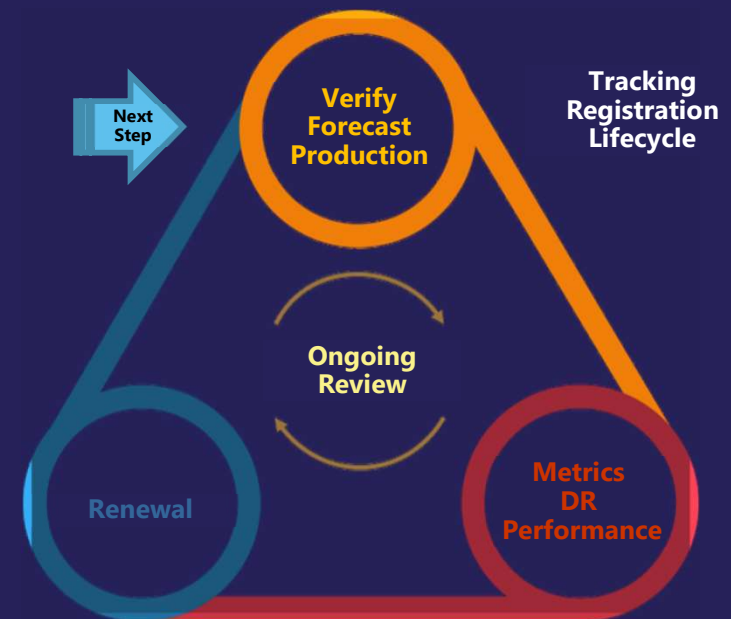 Tracking
Registration
Lifecycle
Next
Step
Verify
Forecast
Production
Ongoing
Review
Renewal
Metrics
DR
Performance